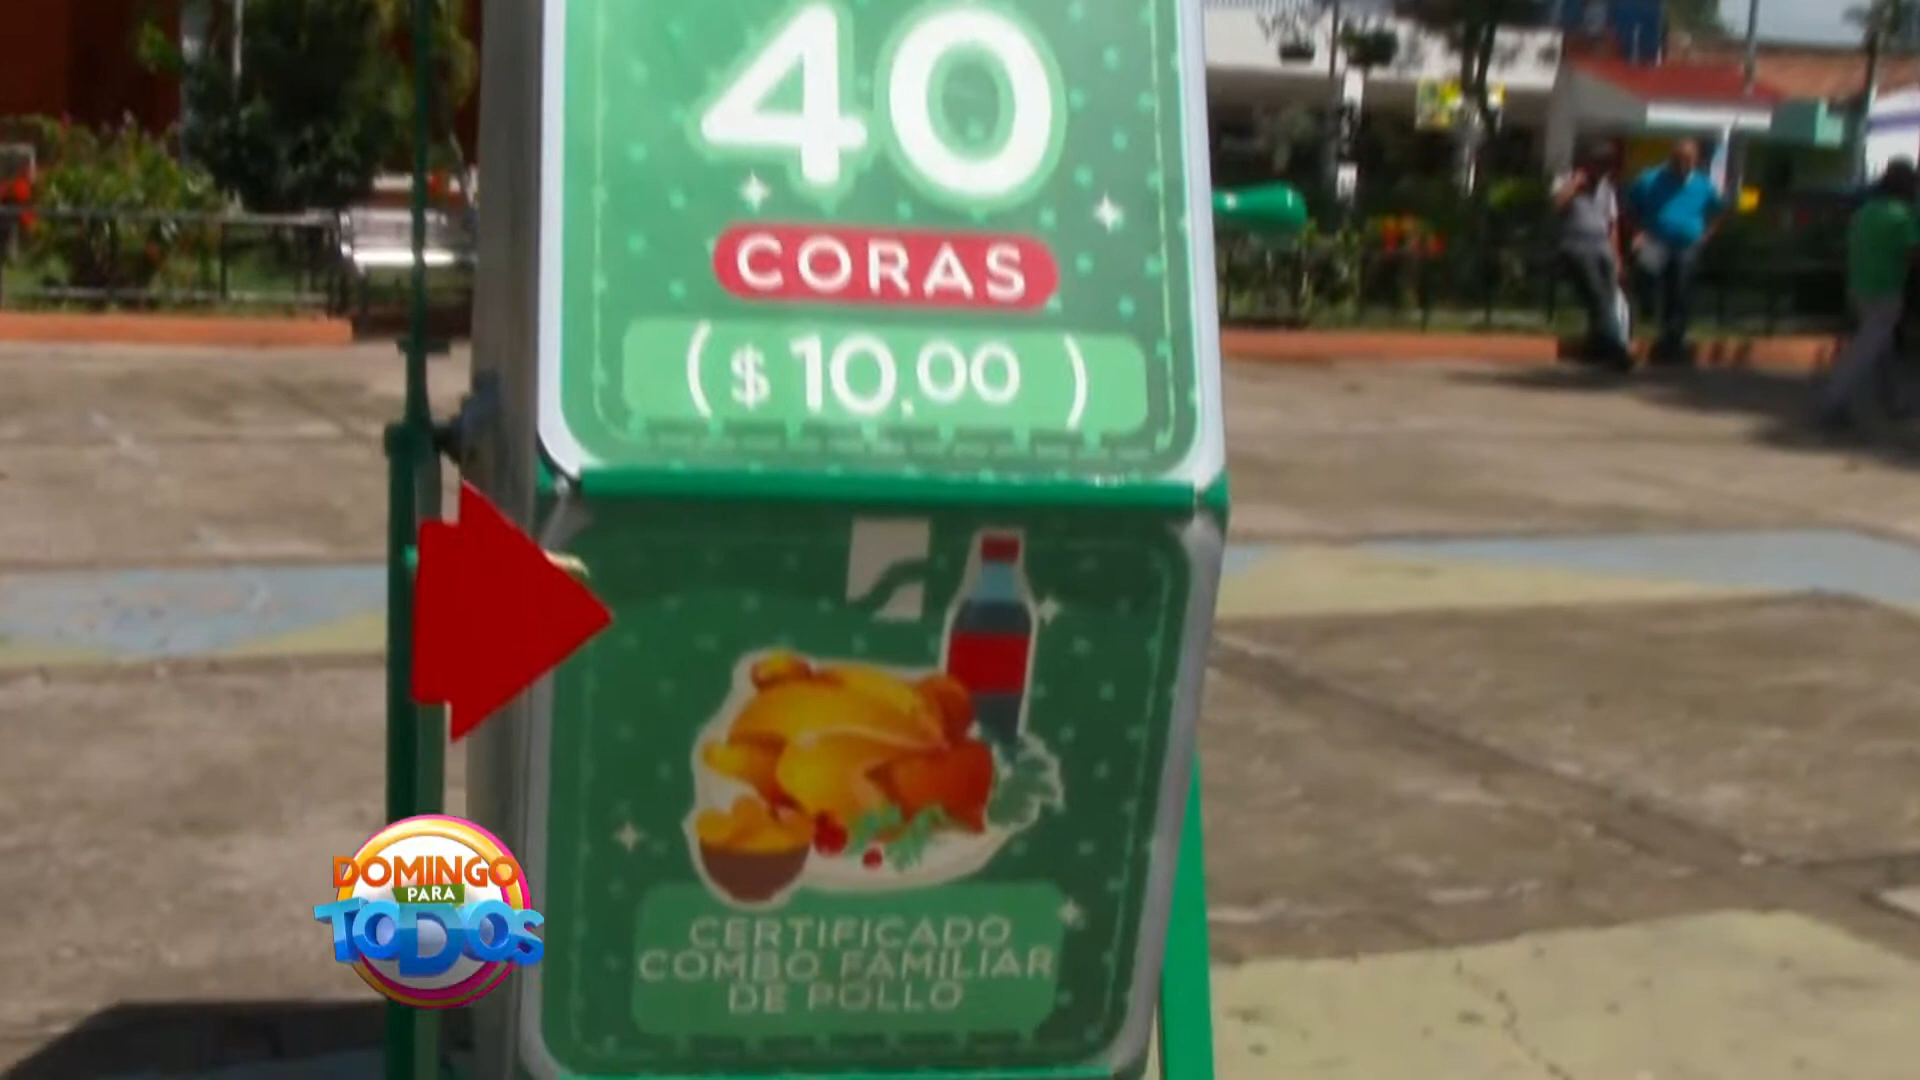 40
CORAS
( $ 10.00 )
CERTIFICADO
COMBO FAMILIAR
DE POLLO
DOMINGO
PARA
TODOS